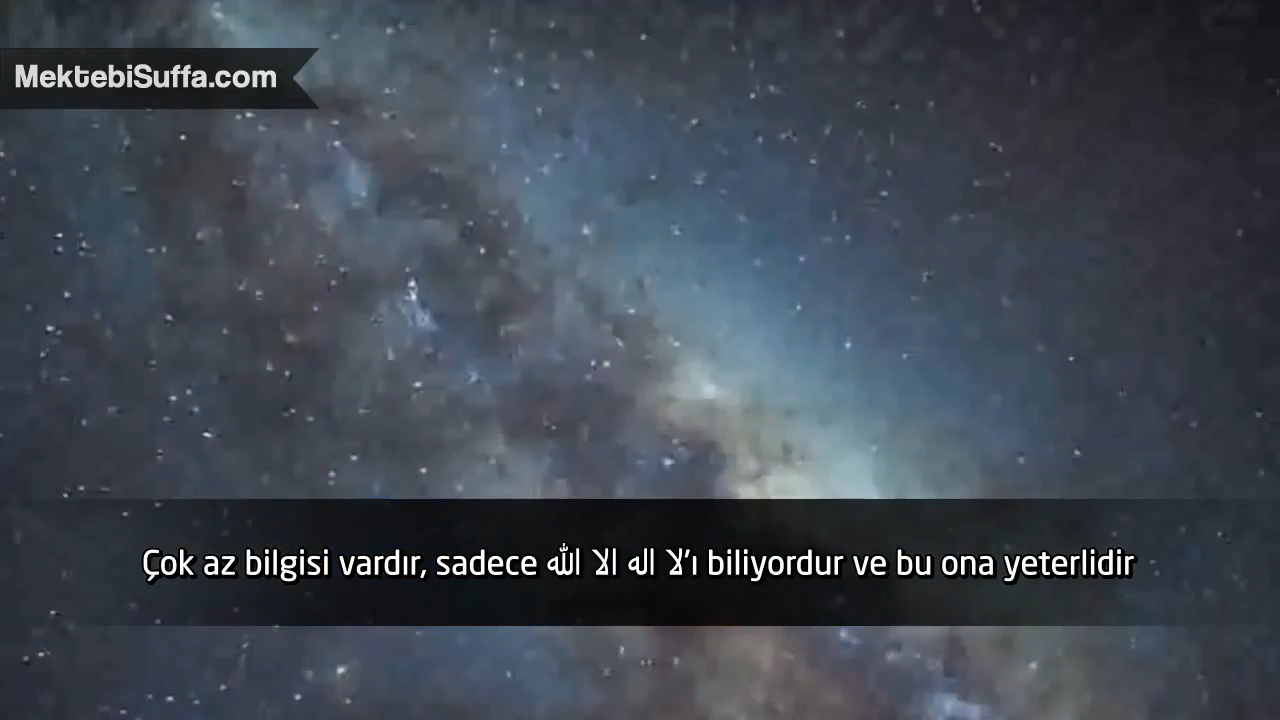 MektebiSuffa.com
Çok az bilgisi vardır, sadece لا اله الا الله’ı biliyordur ve bu ona yeterlidir